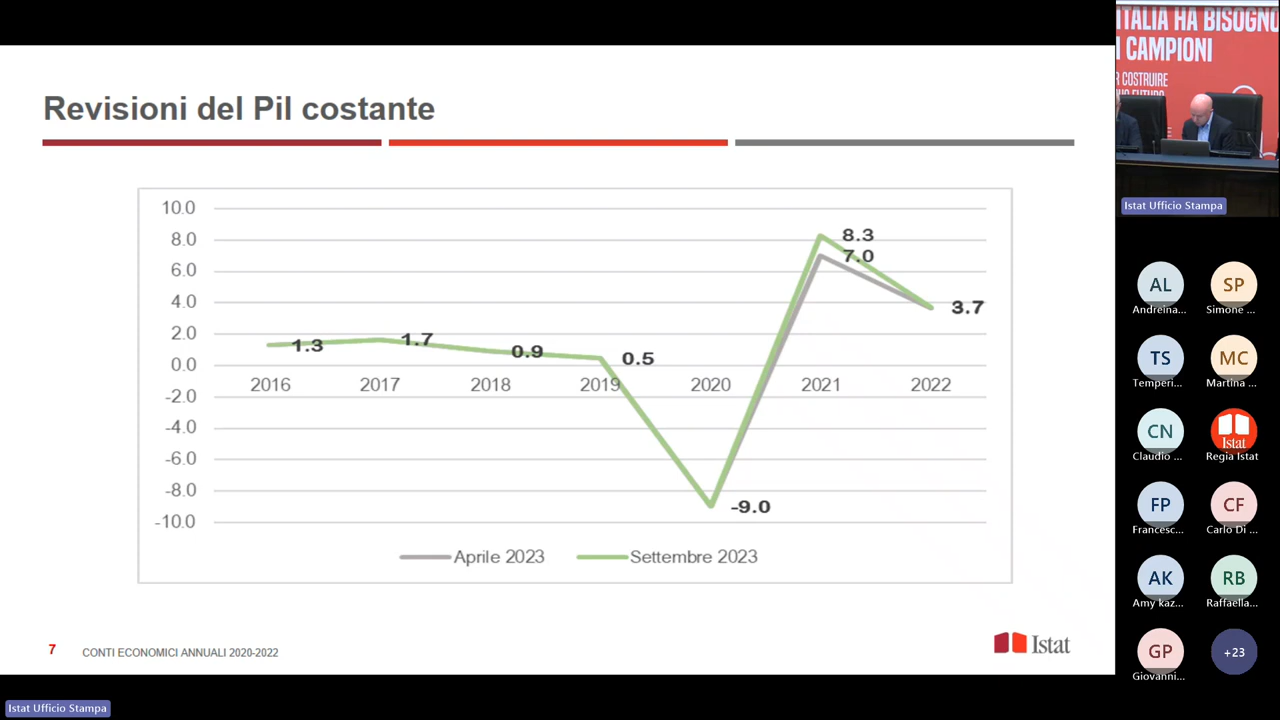 Revisioni del Pil costante
10.0
8.0
6.0
4.0
2.0
0.0
-2.0
-4.0
-6.0
-8.0
-10.0
2016
2017
2018
2019
2020
2021
2022
1.3
1.7
0.9
0.5
-9.0
8.3
7.0
3.7
Aprile 2023
Settembre 2023
7
CONTI ECONOMICI ANNUALI 2020-2022
Istat
Istat Ufficio Stampa
ITALIA HA BISOGNO
I CAMPIONI
R COSTRUIRE
FUTURO
Istat Ufficio Stampa
AL
Andreina...
SP
Simone ...
TS
Temperi...
MC
Martina ...
CN
Claudio ...
Istat
Regia Istat
FP
Francesc...
CF
Carlo Di ...
AK
Amy kaz...
RB
Raffaella...
GP
Giovanni...
+23